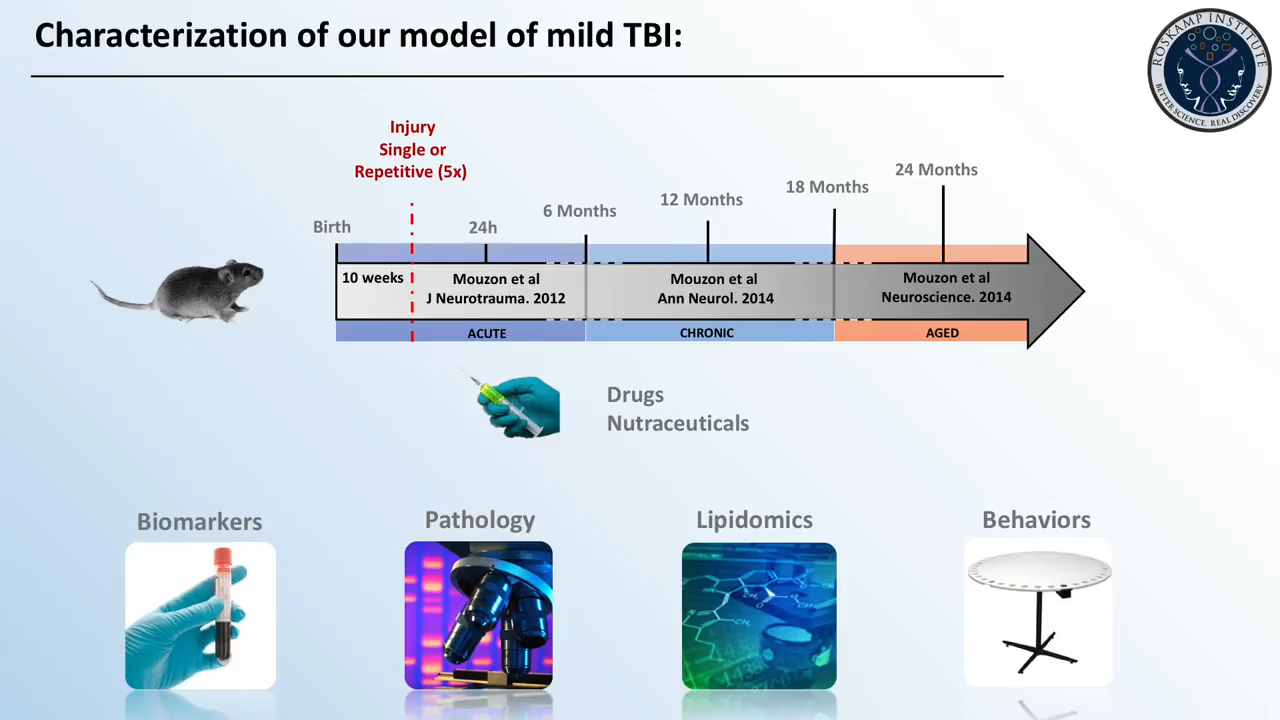 Characterization of our model of mild TBI:
ROSKAMP INSTITUTE
BETTER SCIENCE. REAL DISCOVERY
Injury
Single or
Repetitive (5x)
Birth
24h
6 Months
12 Months
18 Months
24 Months
10 weeks
Mouzon et al
J Neurotrauma. 2012
Mouzon et al
Ann Neurol. 2014
Mouzon et al
Neuroscience. 2014
ACUTE
CHRONIC
AGED
Drugs
Nutraceuticals
Biomarkers
Pathology
Lipidomics
Behaviors